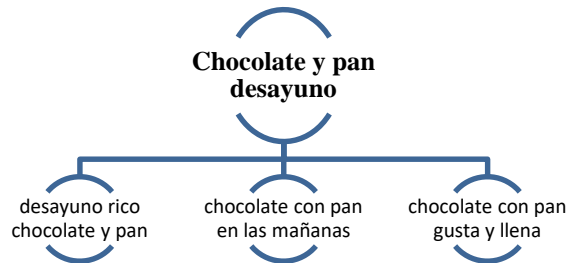 Chocolate y pan
desayuno
desayuno rico
chocolate y pan
chocolate con pan
en las mañanas
chocolate con pan
gusta y llena